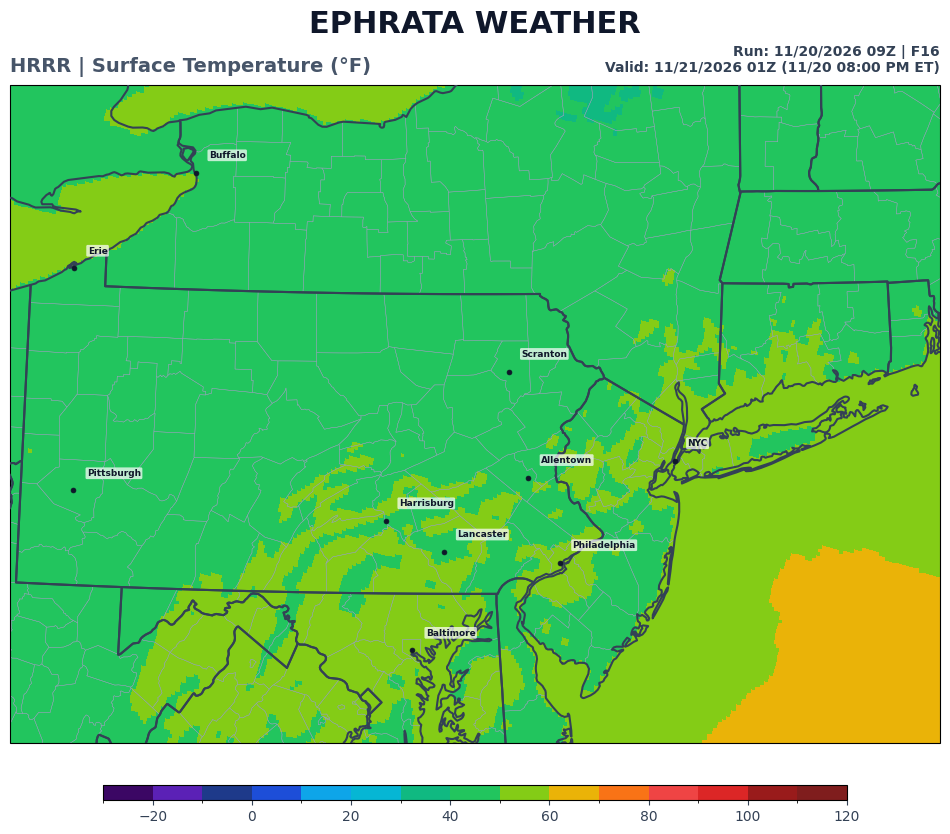 EPHRATA WEATHER
HRRR | Surface Temperature (°F)
Run: 11/20/2026 09Z | F16
Valid: 11/21/2026 01Z (11/20 08:00 PM ET)
Buffalo
Erie
Scranton
NYC
Allentown
Pittsburgh
Harrisburg
Lancaster
Philadelphia
Baltimore
−20 0 20 40 60 80 100 120